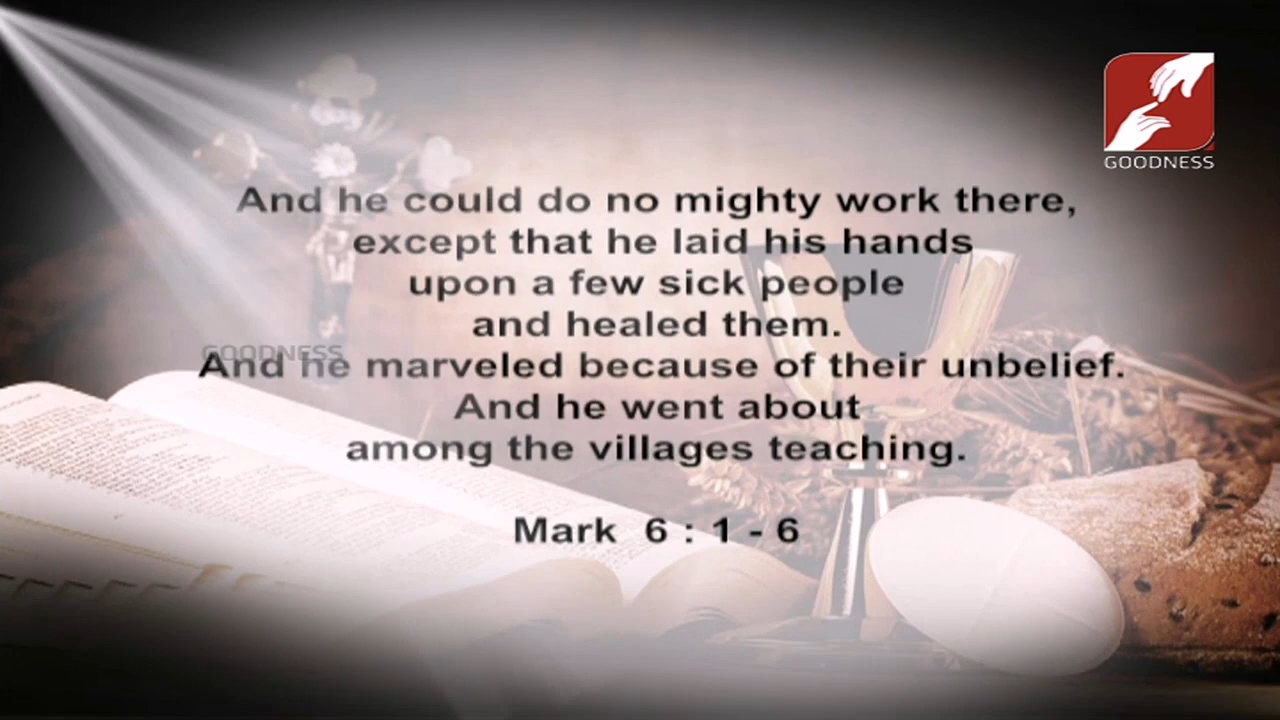 GOODNESS
And he could do no mighty work there,
except that he laid his hands
upon a few sick people
and healed them.
GOODNESS
And he marveled because of their unbelief.
And he went about
among the villages teaching.
Mark 6 : 1 - 6